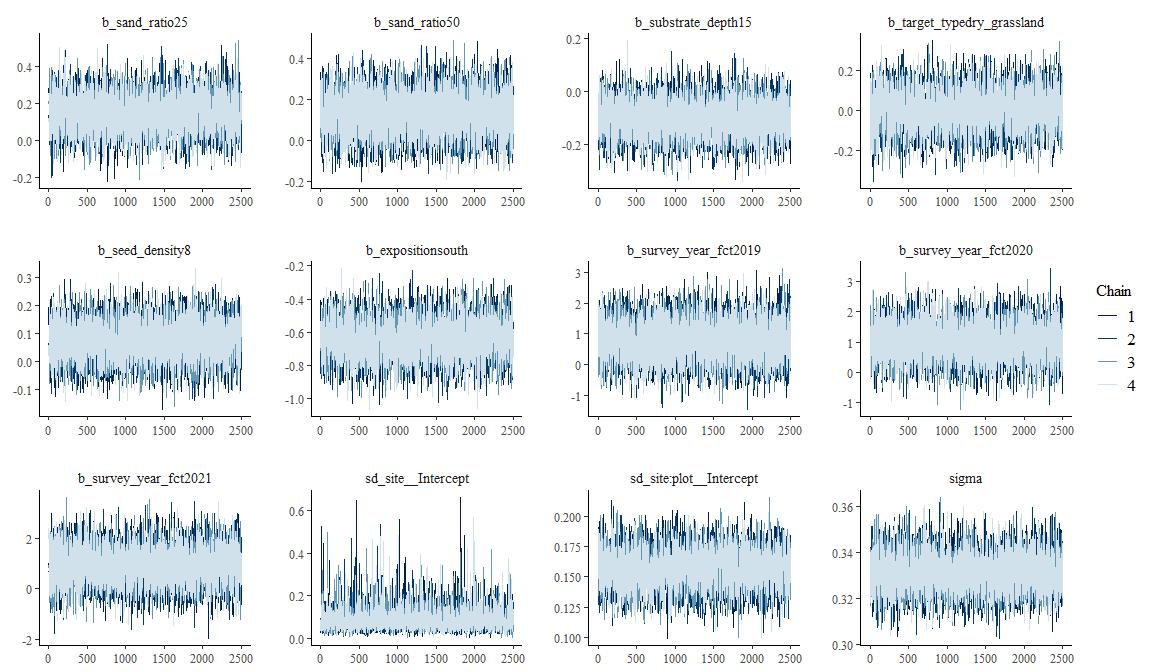 b_sand_ratio25
0.4
0.2
0.0
-0.2
0 500 1000 1500 2000 2500
b_sand_ratio50
0.4
0.2
0.0
-0.2
0 500 1000 1500 2000 2500
b_substrate_depth15
0.2
0.0
-0.2
0 500 1000 1500 2000 2500
b_target_typedry_grassland
0.2
0.0
-0.2
0 500 1000 1500 2000 2500
b_seed_density8
0.3
0.2
0.1
0.0
-0.1
0 500 1000 1500 2000 2500
b_expositionsouth
-0.2
-0.4
-0.6
-0.8
-1.0
0 500 1000 1500 2000 2500
b_survey_year_fct2019
3
2
1
0
-1
0 500 1000 1500 2000 2500
b_survey_year_fct2020
3
2
1
0
-1
0 500 1000 1500 2000 2500
b_survey_year_fct2021
2
0
-2
0 500 1000 1500 2000 2500
sd_site__Intercept
0.6
0.4
0.2
0.0
0 500 1000 1500 2000 2500
sd_site:plot__Intercept
0.200
0.175
0.150
0.125
0.100
0 500 1000 1500 2000 2500
sigma
0.36
0.34
0.32
0.30
0 500 1000 1500 2000 2500
Chain
1
2
3
4